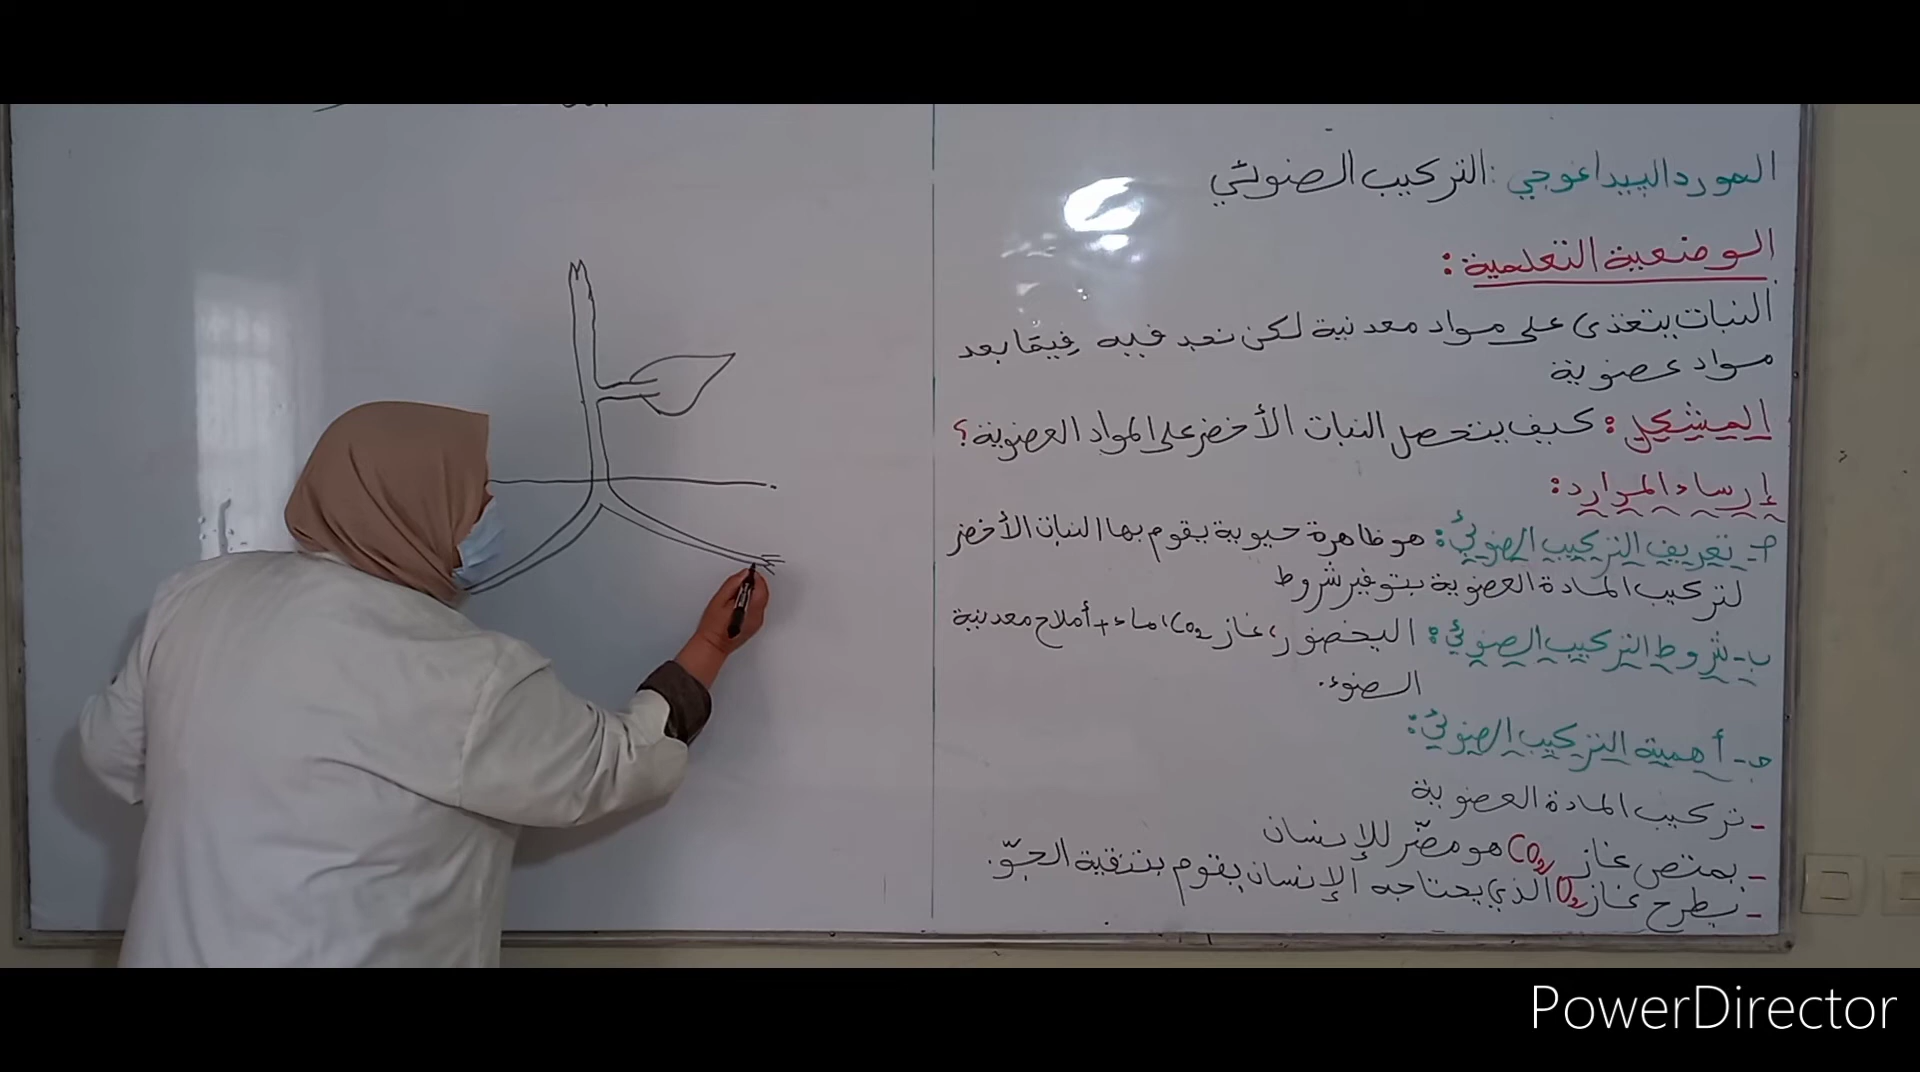 المورد البيداغوجي: التركيب الضوئي
الوضعية التعلمية:
النبات يتغذى على مواد معدنية لكن نجد فيه فيما بعد
مواد عضوية
المشكل: كيف يتحصل النبات الأخضر على المواد العضوية؟
إرساء الموارد:
أ- تعريف التركيب الضوئي: هو ظاهرة حيوية يقوم بها النبات الأخضر
لتركيب المادة العضوية بتوفير شروط
ب- شروط التركيب الضوئي: اليخضور، غاز CO2، ماء + أملاح معدنية
الضوء.
ج- أهمية التركيب الضوئي:
- تركيب المادة العضوية
- يمتص غاز CO2 هو مضرّ للإنسان
- يطرح غاز O2 الذي يحتاجه الإنسان يقوم بتنقية الجوّ.
PowerDirector